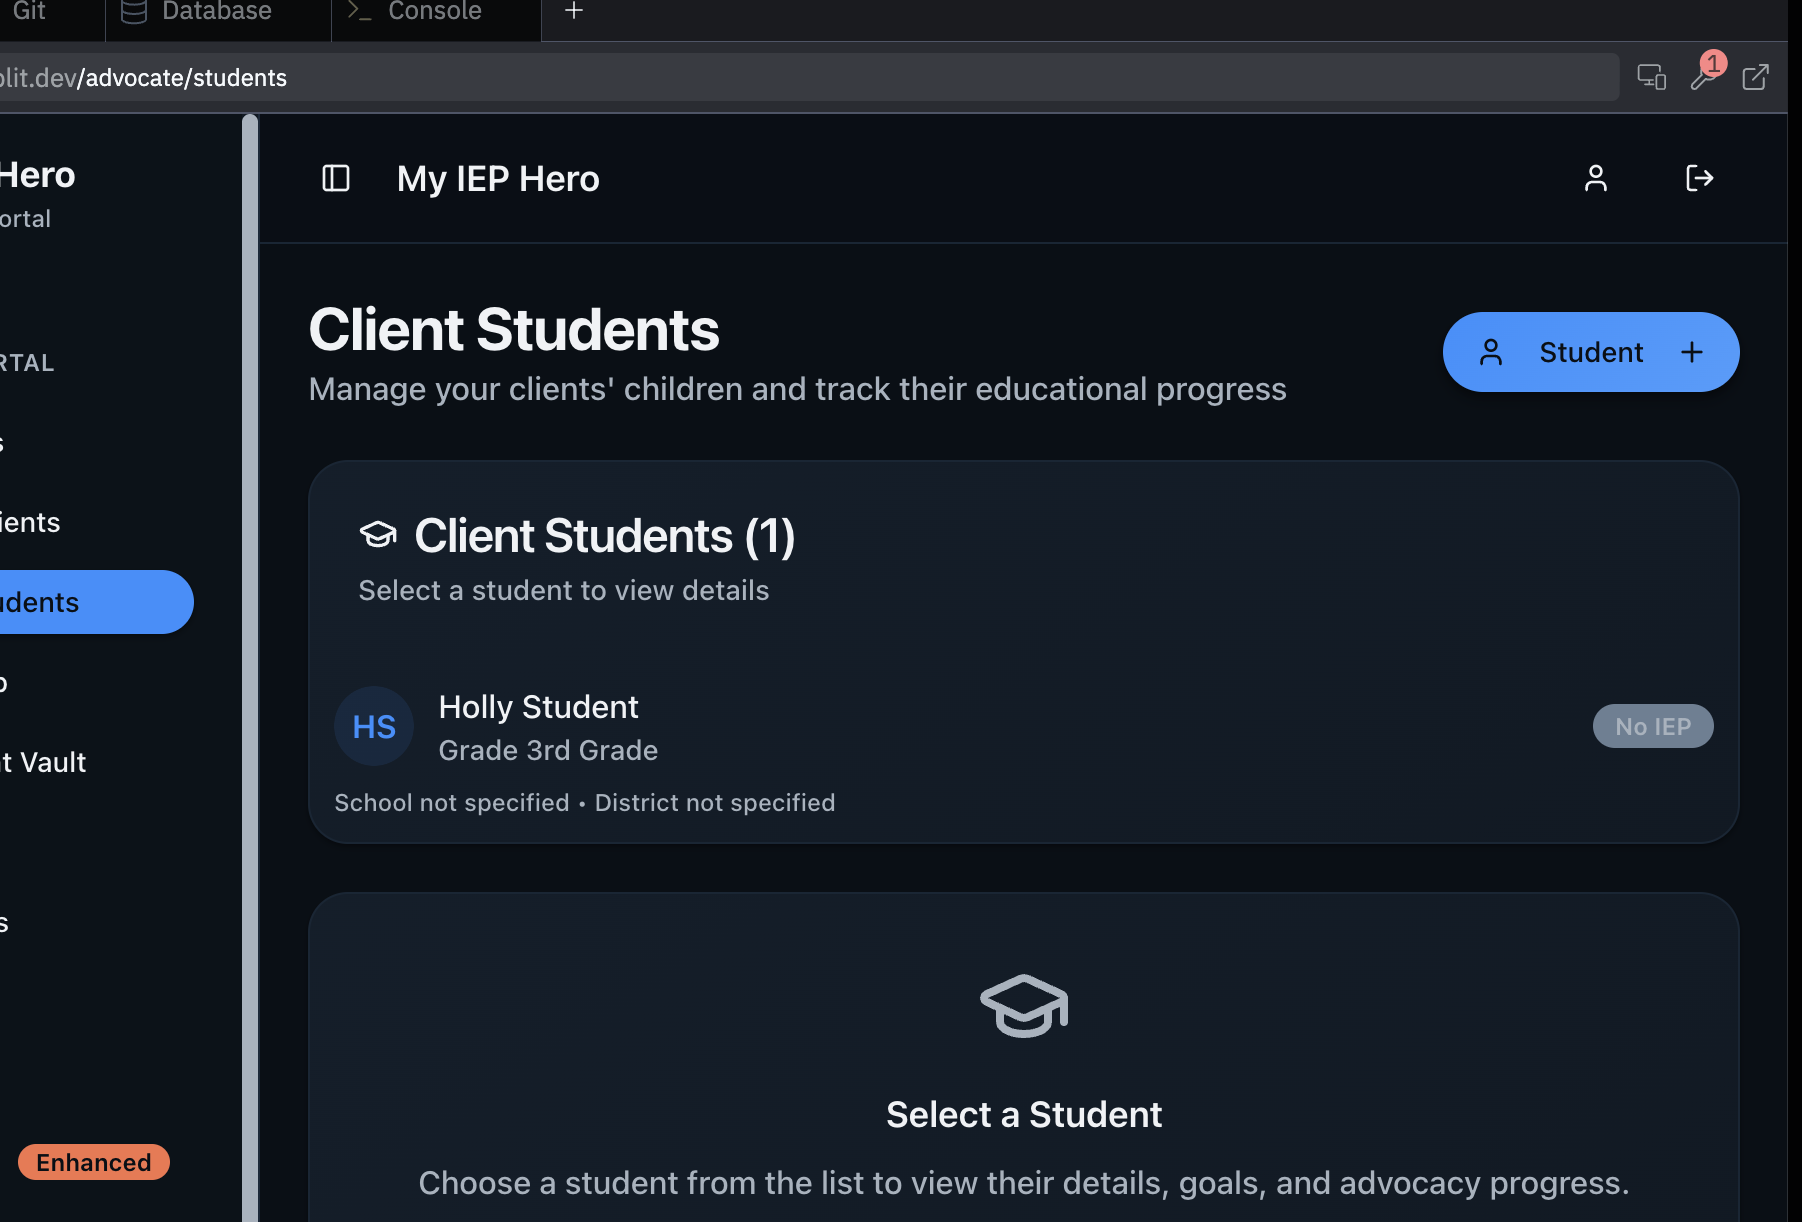 Git
Database
Console
lit.dev/advocate/students
1
Hero
ortal
My IEP Hero
RTAL
s
ients
udents
t Vault
s
Enhanced
Client Students
Manage your clients' children and track their educational progress
Student
Client Students (1)
Select a student to view details
HS
Holly Student
Grade 3rd Grade
No IEP
School not specified • District not specified
Select a Student
Choose a student from the list to view their details, goals, and advocacy progress.